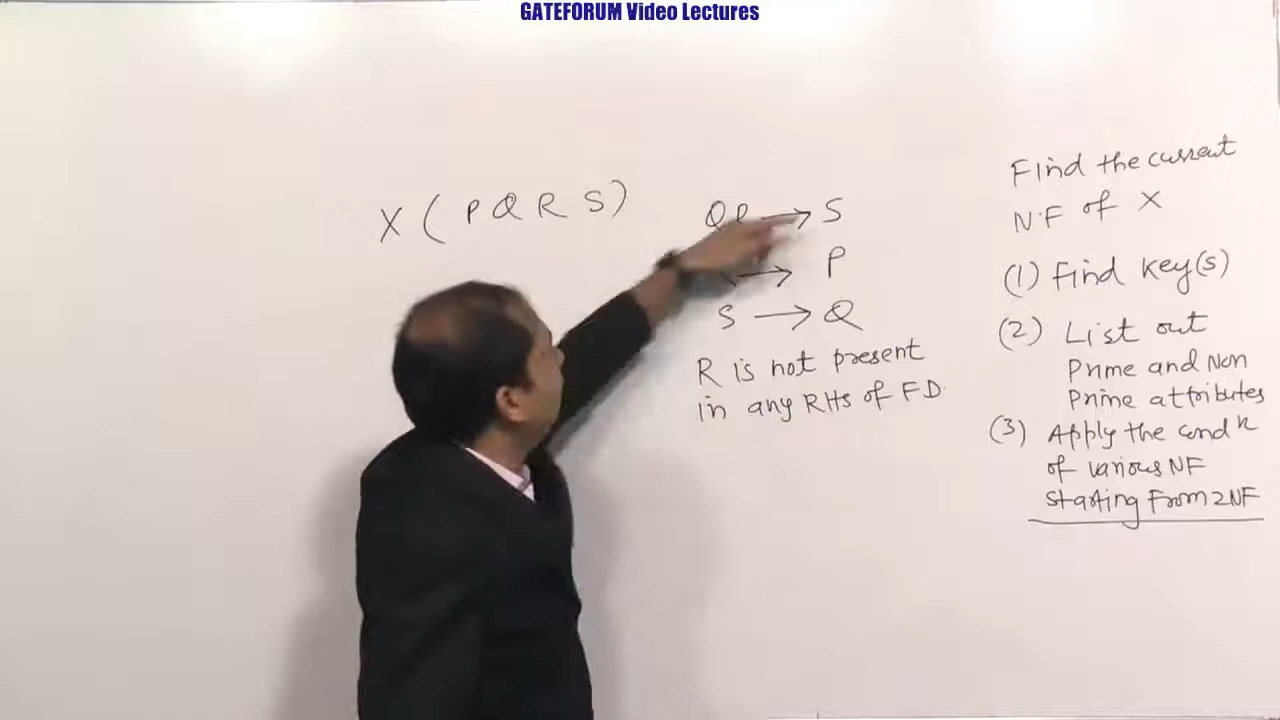 GATEFORUM Video Lectures
X ( P Q R S )
→ S
→ P
S → Q
R is not present
in any RHS of FD.
Find the current
N.F of X
(1) Find key(s)
(2) List out
Prime and Non
Prime attributes
(3) Apply the condn
of various NF
starting From 2NF